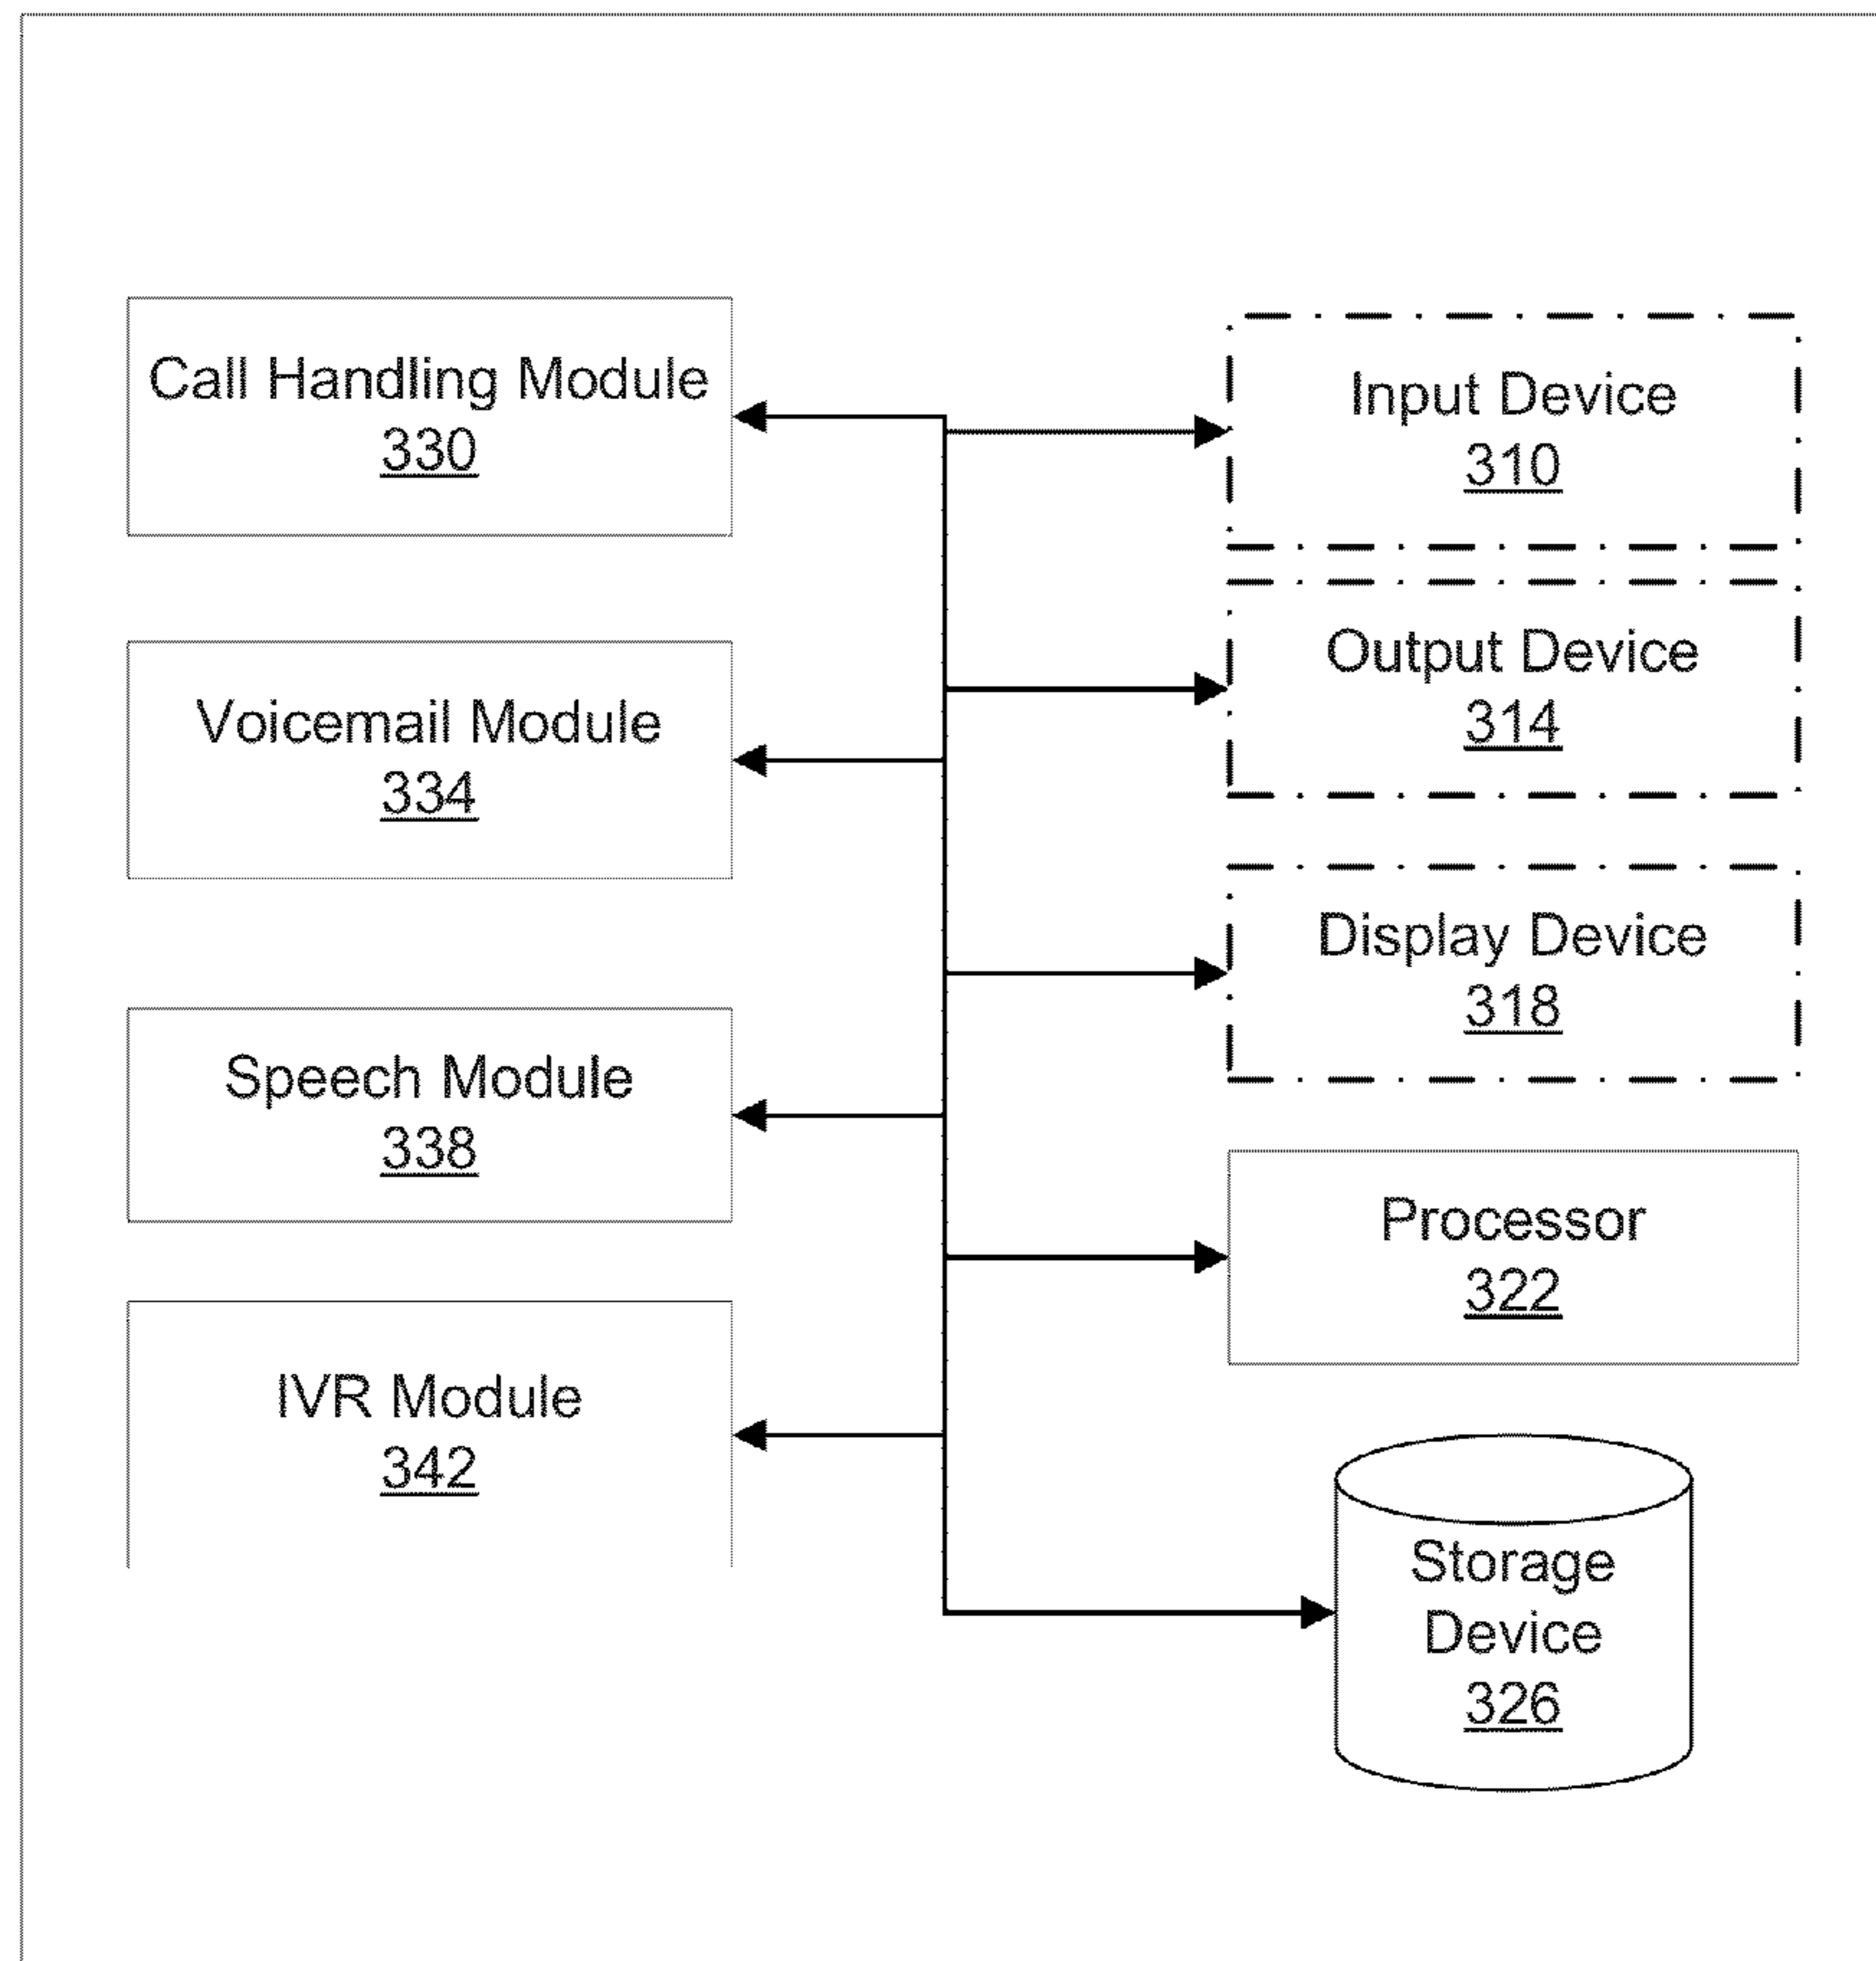 Call Handling Module
330
Voicemail Module
334
Speech Module
338
IVR Module
342
Input Device
310
Output Device
314
Display Device
318
Processor
322
Storage
Device
326